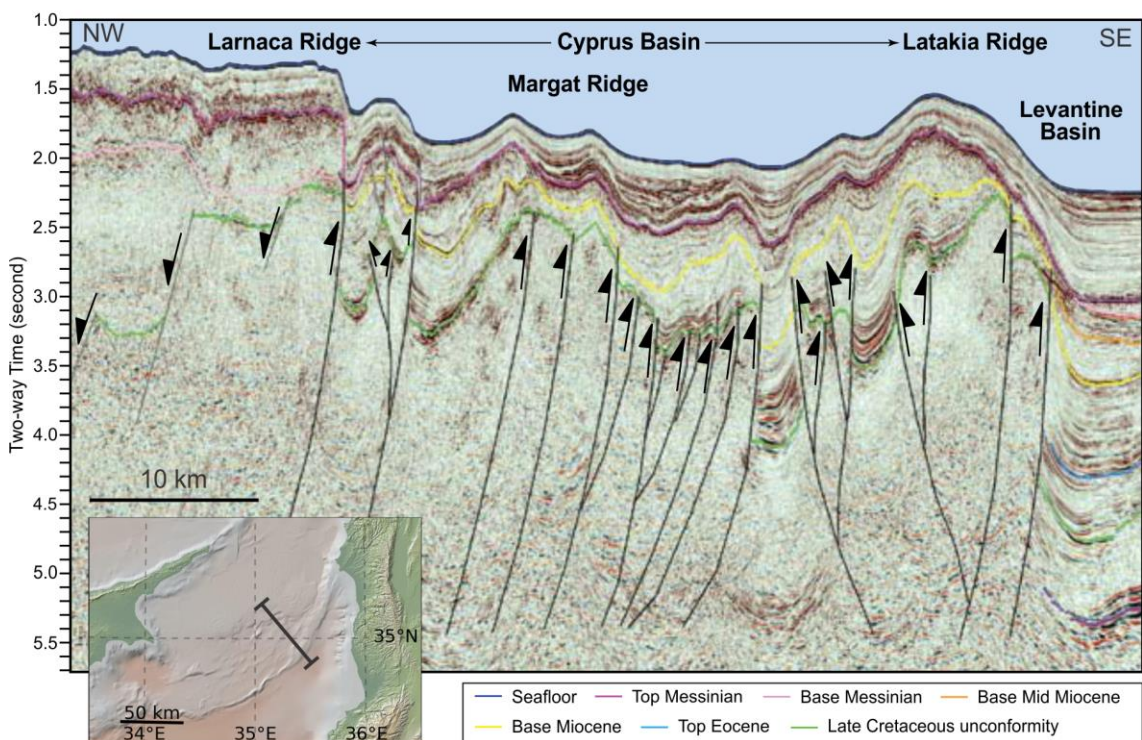 NW
SE
Larnaca Ridge
Cyprus Basin
Latakia Ridge
Margat Ridge
Levantine
Basin
Two-way Time (second)
1.0
1.5
2.0
2.5
3.0
3.5
4.0
4.5
5.0
5.5
10 km
50 km
34°E
35°E
36°E
35°N
Seafloor
Top Messinian
Base Messinian
Base Mid Miocene
Base Miocene
Top Eocene
Late Cretaceous unconformity